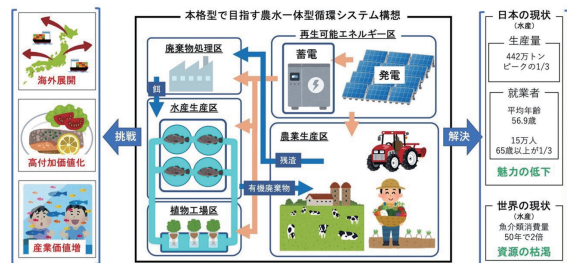 本格型で目指す農水一体型循環システム構想
海外展開
高付加価値化
産業価値増
挑戦
廃棄物処理区
餌
水産生産区
植物工場区
再生可能エネルギー区
蓄電
発電
農業生産区
残渣
有機廃棄物
解決
日本の現状
(水産)
生産量
442万トン
ピークの1/3
就業者
平均年齢
56.9歳
15万人
65歳以上が1/3
魅力の低下
世界の現状
(水産)
魚介類消費量
50年で2倍
資源の枯渇